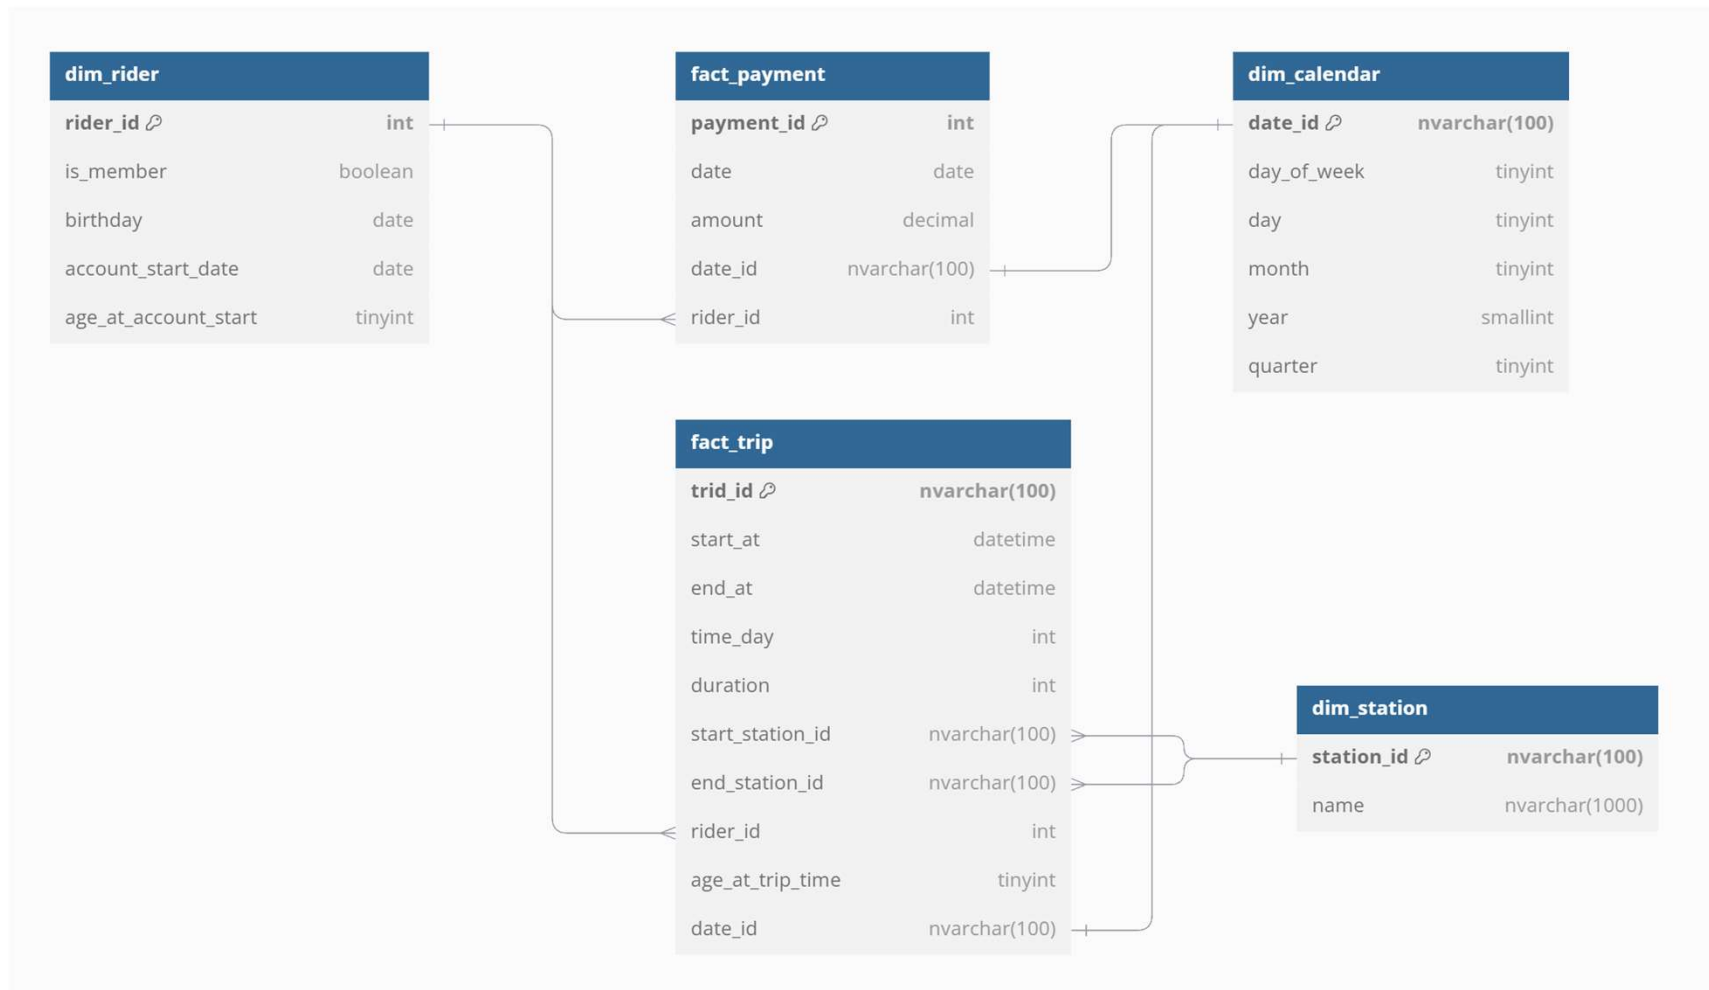 dim_rider
rider_id int
is_member boolean
birthday date
account_start_date date
age_at_account_start tinyint
fact_payment
payment_id int
date date
amount decimal
date_id nvarchar(100)
rider_id int
dim_calendar
date_id nvarchar(100)
day_of_week tinyint
day tinyint
month tinyint
year smallint
quarter tinyint
fact_trip
trid_id nvarchar(100)
start_at datetime
end_at datetime
time_day int
duration int
start_station_id nvarchar(100)
end_station_id nvarchar(100)
rider_id int
age_at_trip_time tinyint
date_id nvarchar(100)
dim_station
station_id nvarchar(100)
name nvarchar(1000)